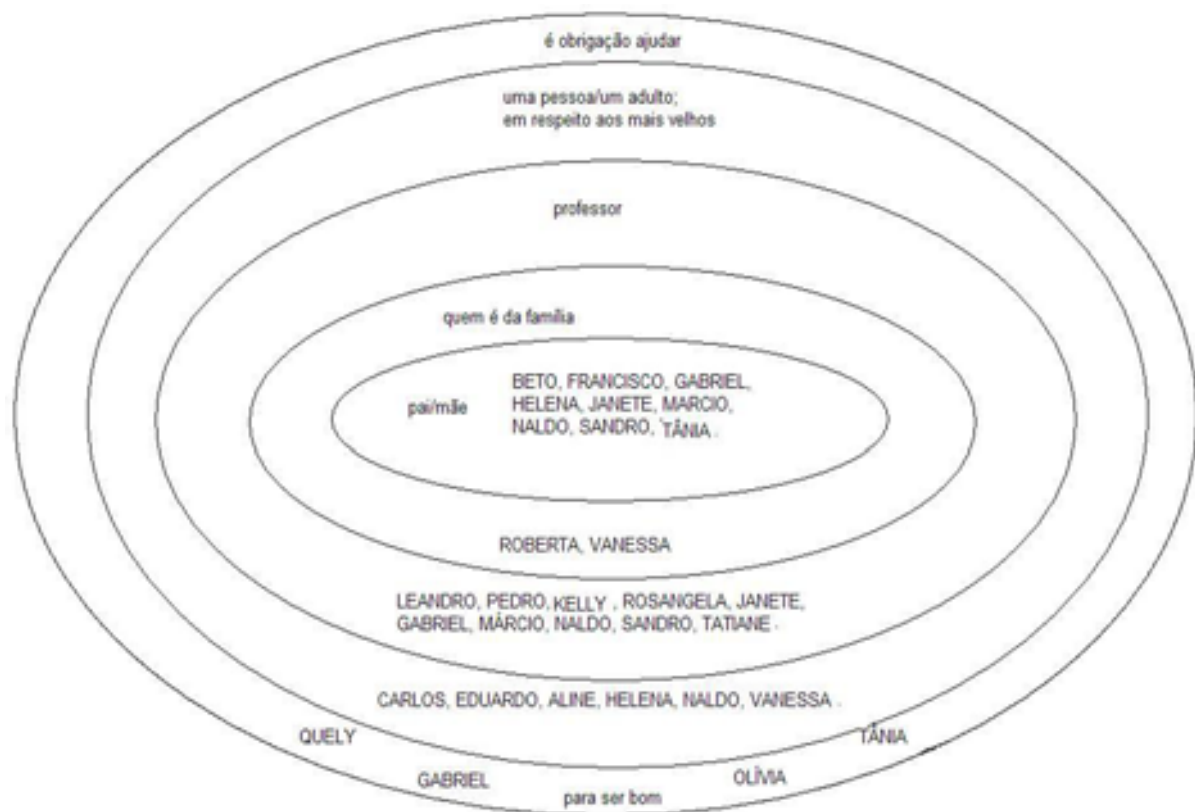 é obrigação ajudar
uma pessoa/um adulto;
em respeito aos mais velhos
professor
quem é da família
pai/mãe
BETO, FRANCISCO, GABRIEL,
HELENA, JANETE, MARCIO,
NALDO, SANDRO, TÂNIA .
ROBERTA, VANESSA
LEANDRO, PEDRO, KELLY , ROSANGELA, JANETE,
GABRIEL, MÁRCIO, NALDO, SANDRO, TATIANE .
CARLOS, EDUARDO, ALINE, HELENA, NALDO, VANESSA .
QUELY
TÂNIA
GABRIEL
OLÍVIA
para ser bom